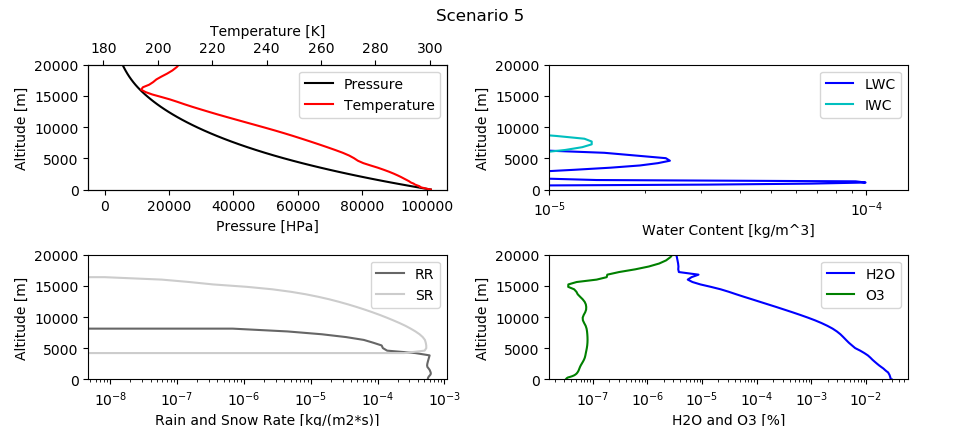 Scenario 5
Temperature [K]
180 200 220 240 260 280 300
20000
15000
10000
5000
0
Altitude [m]
Pressure
Temperature
0 20000 40000 60000 80000 100000
Pressure [HPa]
20000
15000
10000
5000
0
Altitude [m]
LWC
IWC
10^-5 10^-4
Water Content [kg/m^3]
20000
15000
10000
5000
0
Altitude [m]
RR
SR
10^-8 10^-7 10^-6 10^-5 10^-4 10^-3
Rain and Snow Rate [kg/(m2*s)]
20000
15000
10000
5000
0
Altitude [m]
H2O
O3
10^-7 10^-6 10^-5 10^-4 10^-3 10^-2
H2O and O3 [%]